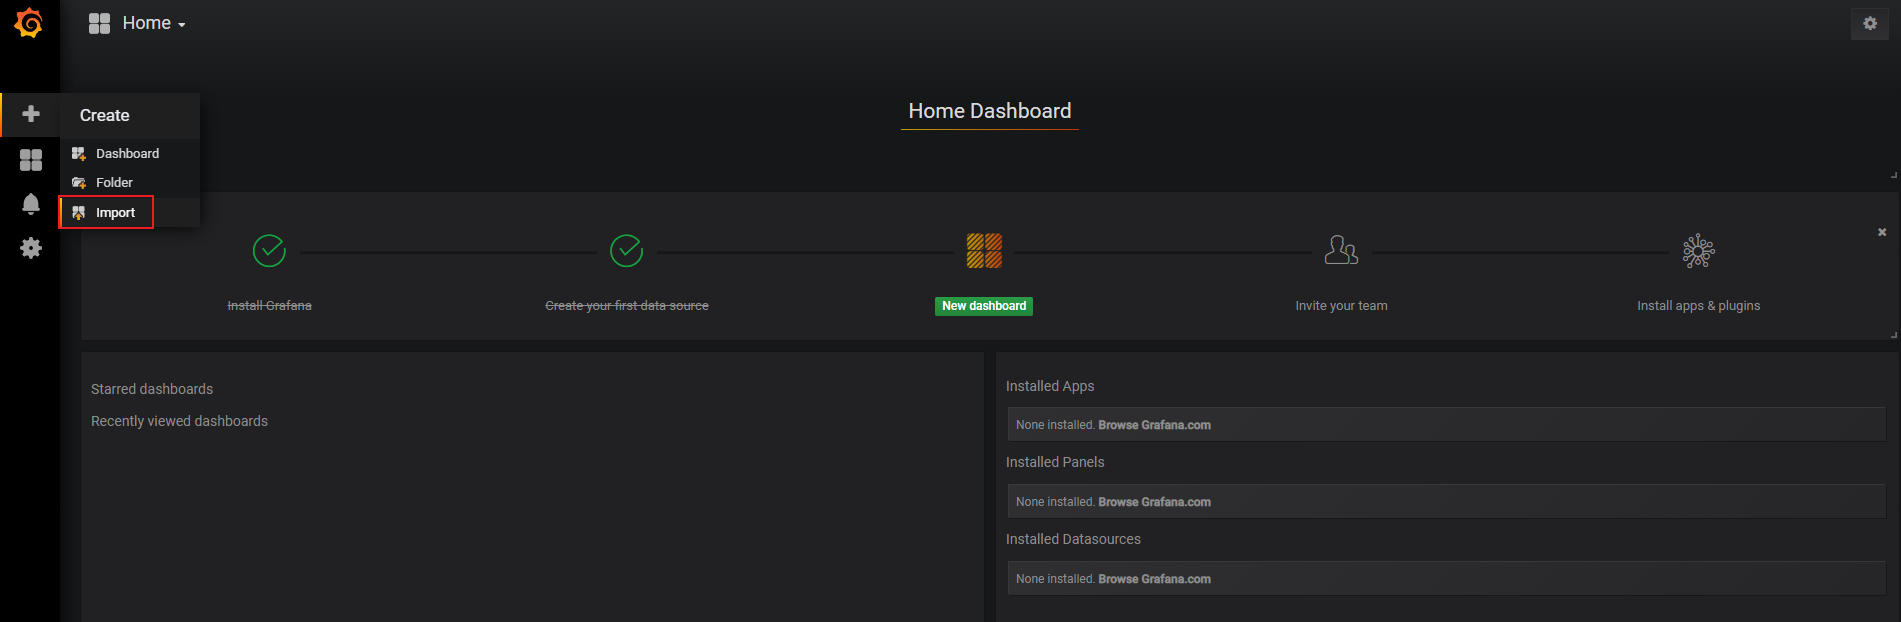 Home
Create
Dashboard
Folder
Import
Home Dashboard
Install Grafana
Create your first data source
New dashboard
Invite your team
Install apps & plugins
Starred dashboards
Recently viewed dashboards
Installed Apps
None installed. Browse Grafana.com
Installed Panels
None installed. Browse Grafana.com
Installed Datasources
None installed. Browse Grafana.com